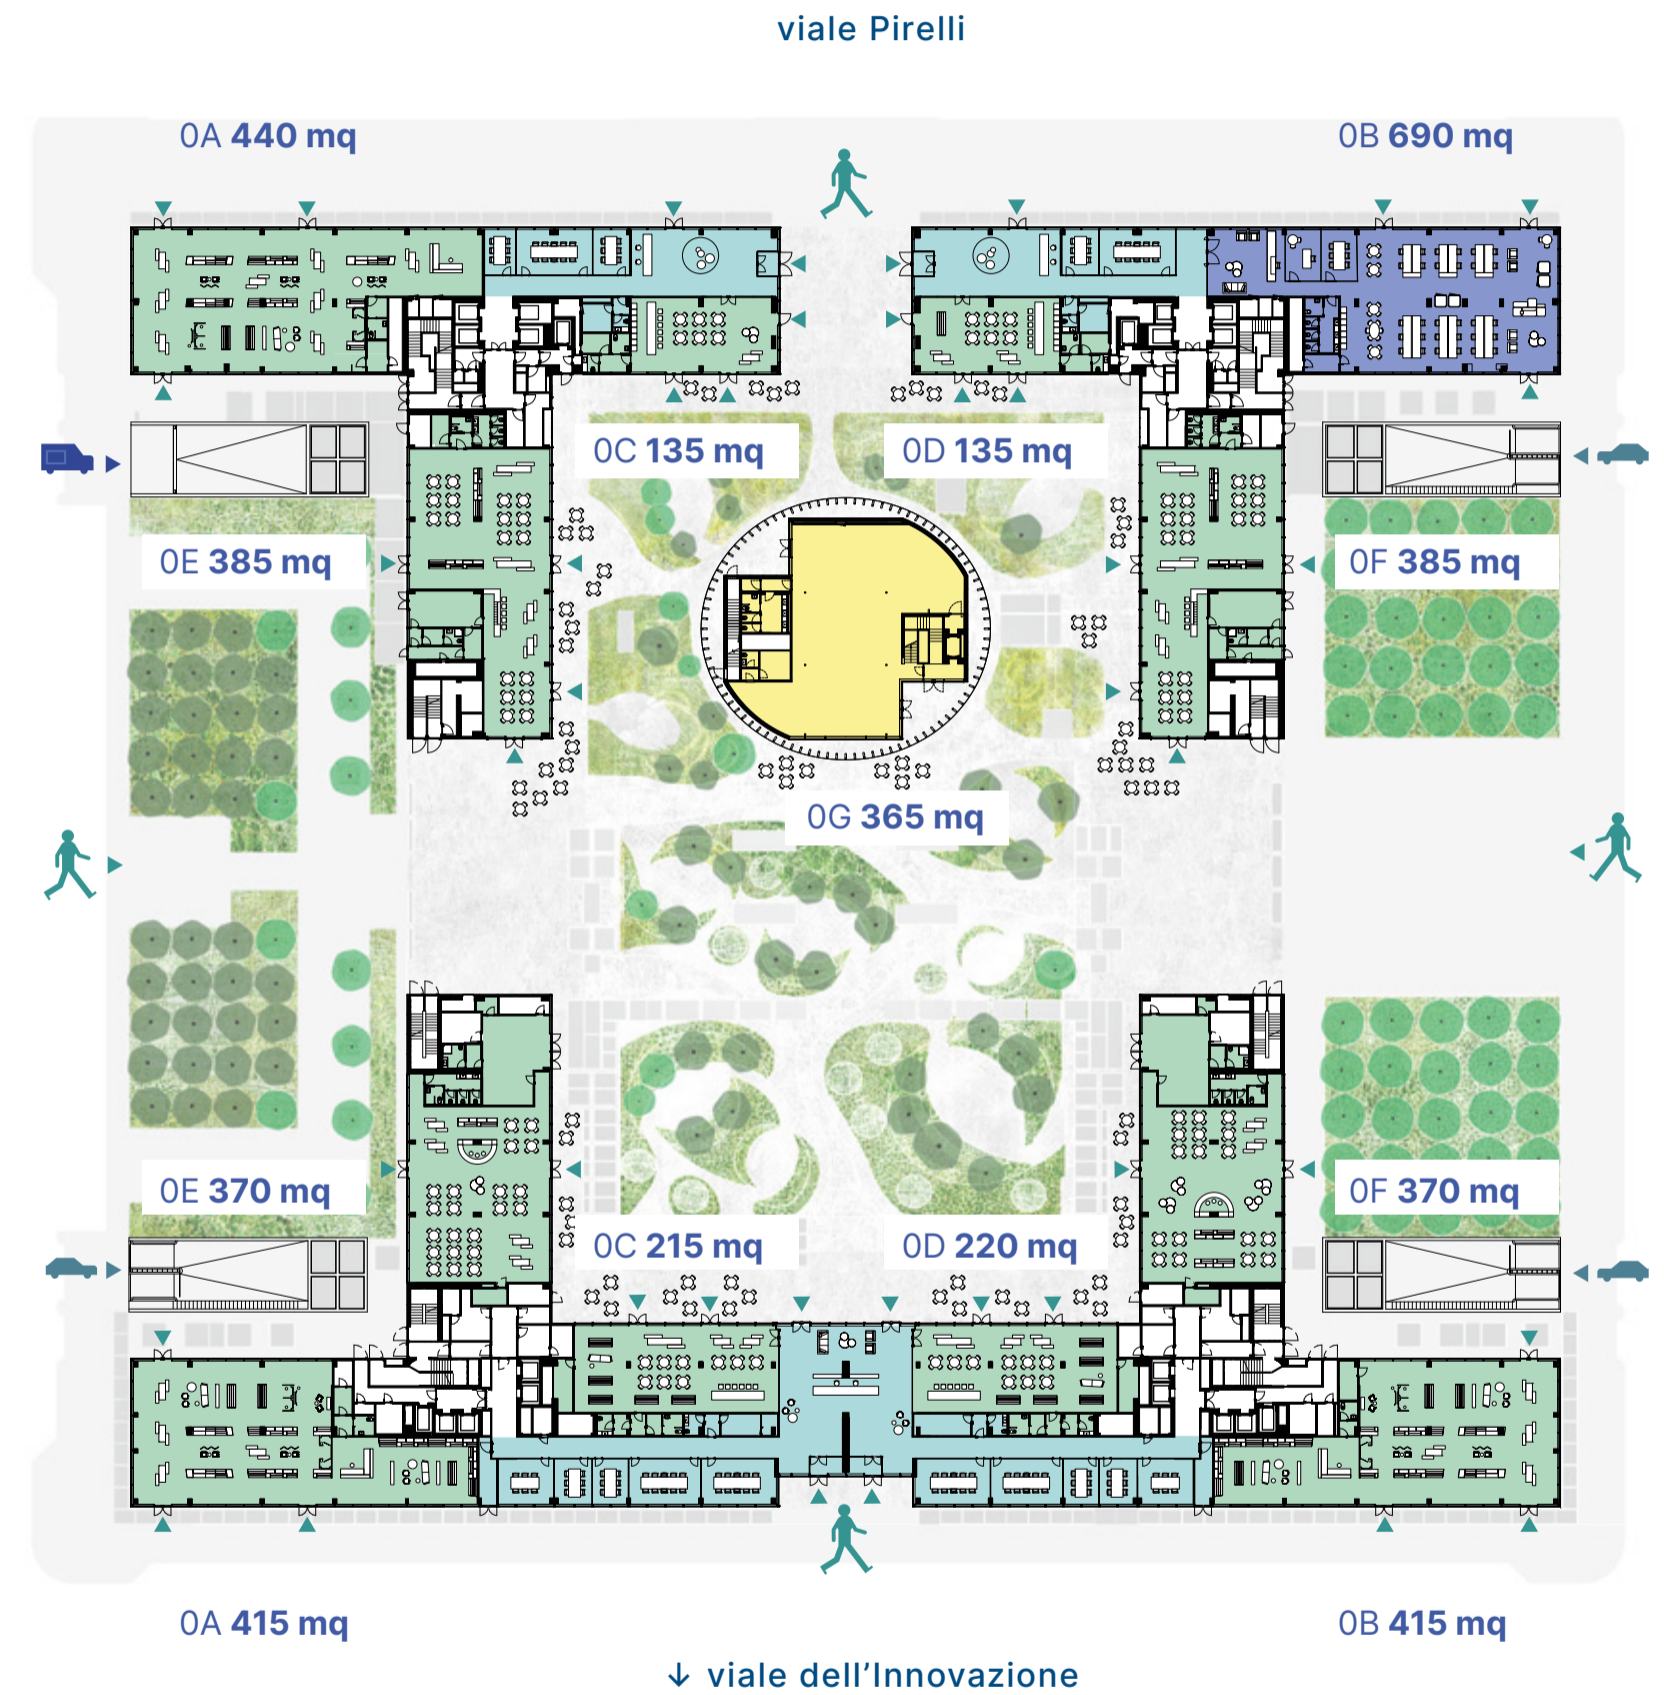 viale Pirelli
0A 440 mq
0B 690 mq
0C 135 mq
0D 135 mq
0E 385 mq
0F 385 mq
0G 365 mq
0E 370 mq
0F 370 mq
0C 215 mq
0D 220 mq
0A 415 mq
0B 415 mq
↓ viale dell’Innovazione